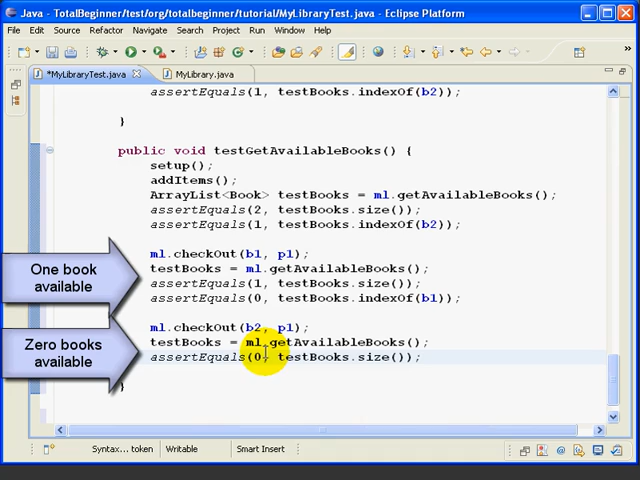 Java - TotalBeginner/test/org/totalbeginner/tutorial/MyLibraryTest.java - Eclipse Platform
File Edit Source Refactor Navigate Search Project Run Window Help
*MyLibraryTest.java MyLibrary.java
assertEquals(1, testBooks.indexOf(b2));
}
public void testGetAvailableBooks() {
setup();
addItems();
ArrayList<Book> testBooks = ml.getAvailableBooks();
assertEquals(2, testBooks.size());
assertEquals(1, testBooks.indexOf(b2));
ml.checkOut(b1, p1);
testBooks = ml.getAvailableBooks();
assertEquals(1, testBooks.size());
assertEquals(0, testBooks.indexOf(b1));
One book
available
ml.checkOut(b2, p1);
testBooks = ml.getAvailableBooks();
assertEquals(0, testBooks.size());
Zero books
available
}
Syntax... token Writable Smart Insert